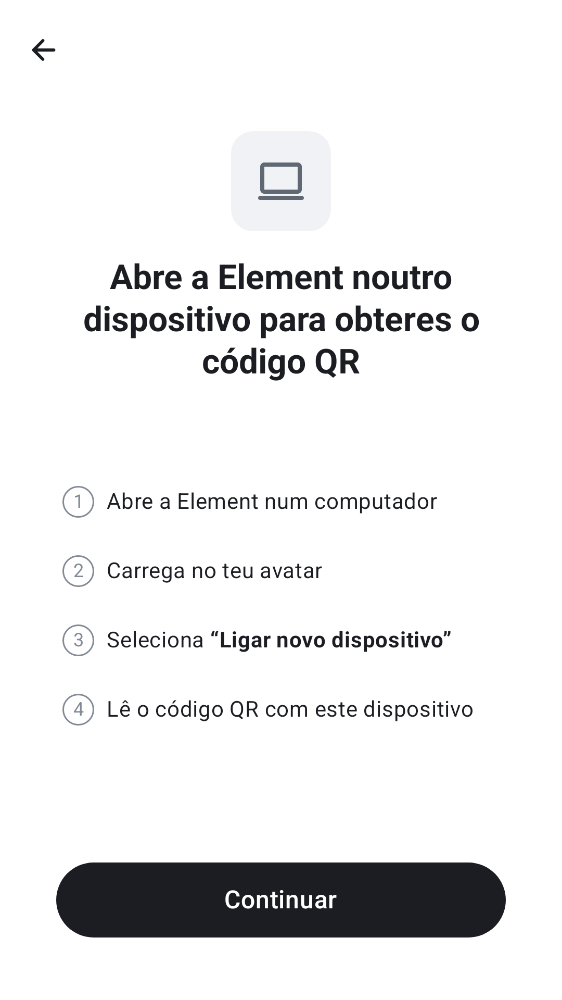 Abre a Element noutro
dispositivo para obteres o
código QR
1 Abre a Element num computador
2 Carrega no teu avatar
3 Seleciona “Ligar novo dispositivo”
4 Lê o código QR com este dispositivo
Continuar